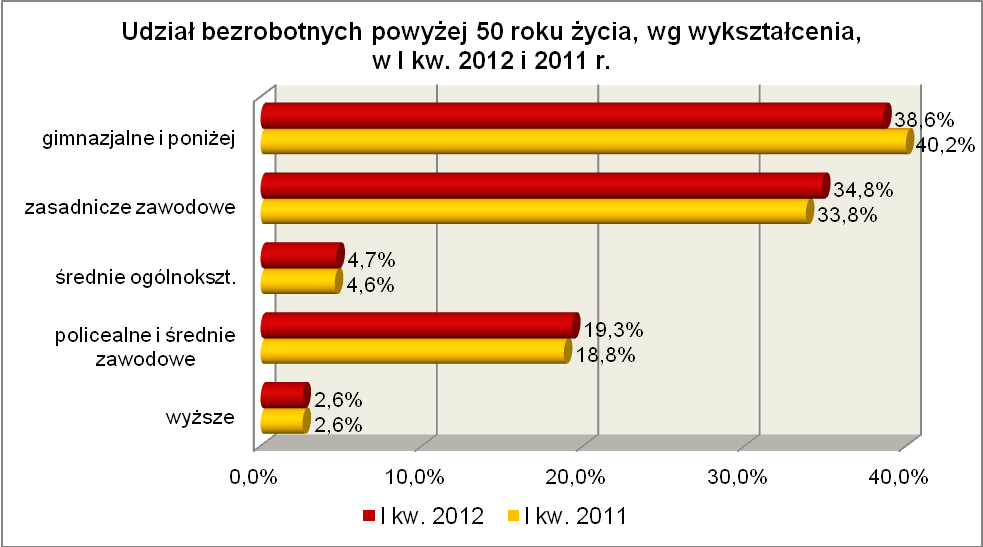 Udział bezrobotnych powyżej 50 roku życia, wg wykształcenia,
w I kw. 2012 i 2011 r.
gimnazjalne i poniżej
38,6%
40,2%
zasadnicze zawodowe
34,8%
33,8%
średnie ogólnokszt.
4,7%
4,6%
policealne i średnie
zawodowe
19,3%
18,8%
wyższe
2,6%
2,6%
0,0% 10,0% 20,0% 30,0% 40,0%
I kw. 2012 I kw. 2011